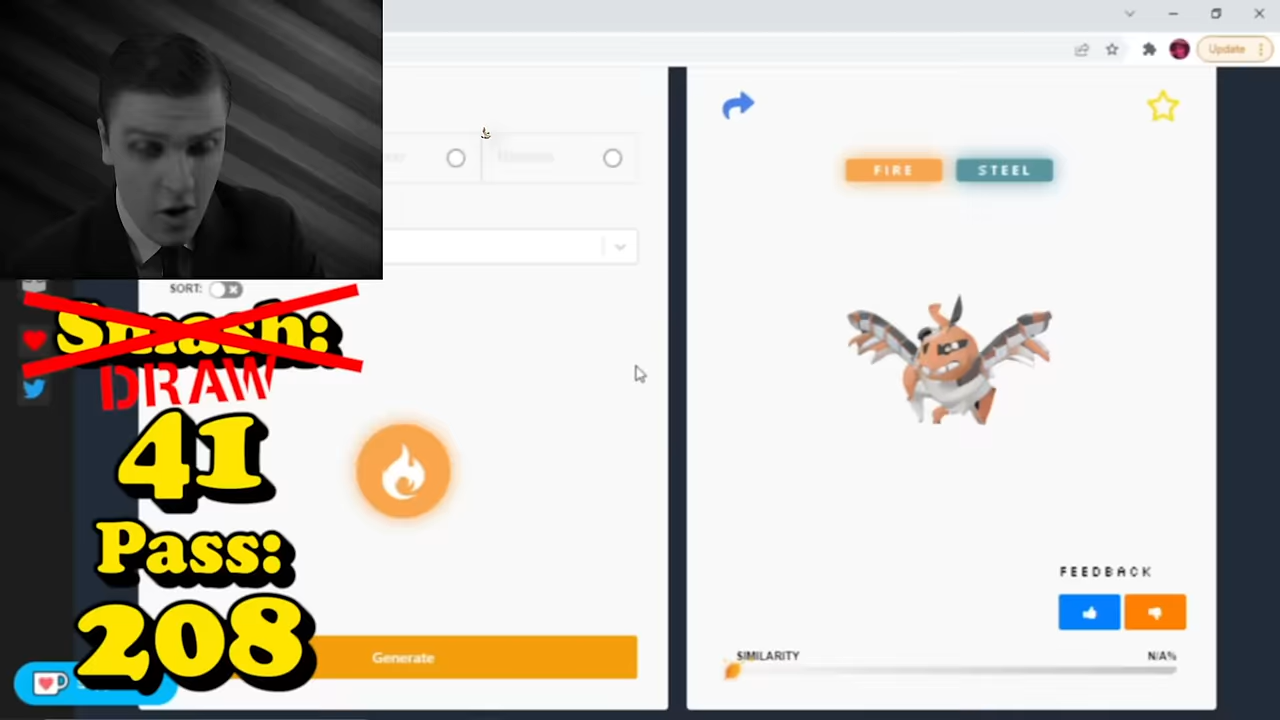 Update
FIRE STEEL
SORT:
Smash:
DRAW
41
Pass:
208
FEEDBACK
Generate
SIMILARITY N/A%